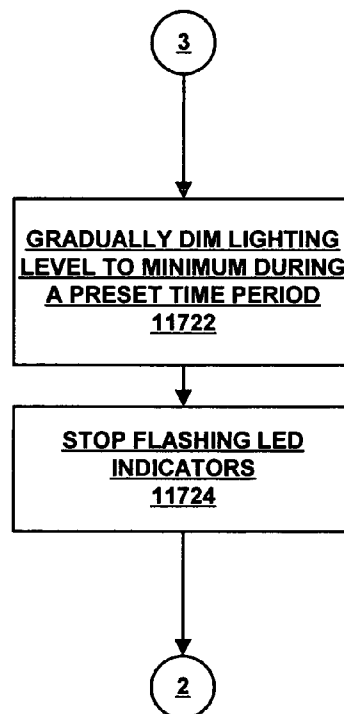 3
GRADUALLY DIM LIGHTING
LEVEL TO MINIMUM DURING
A PRESET TIME PERIOD
11722
STOP FLASHING LED
INDICATORS
11724
2